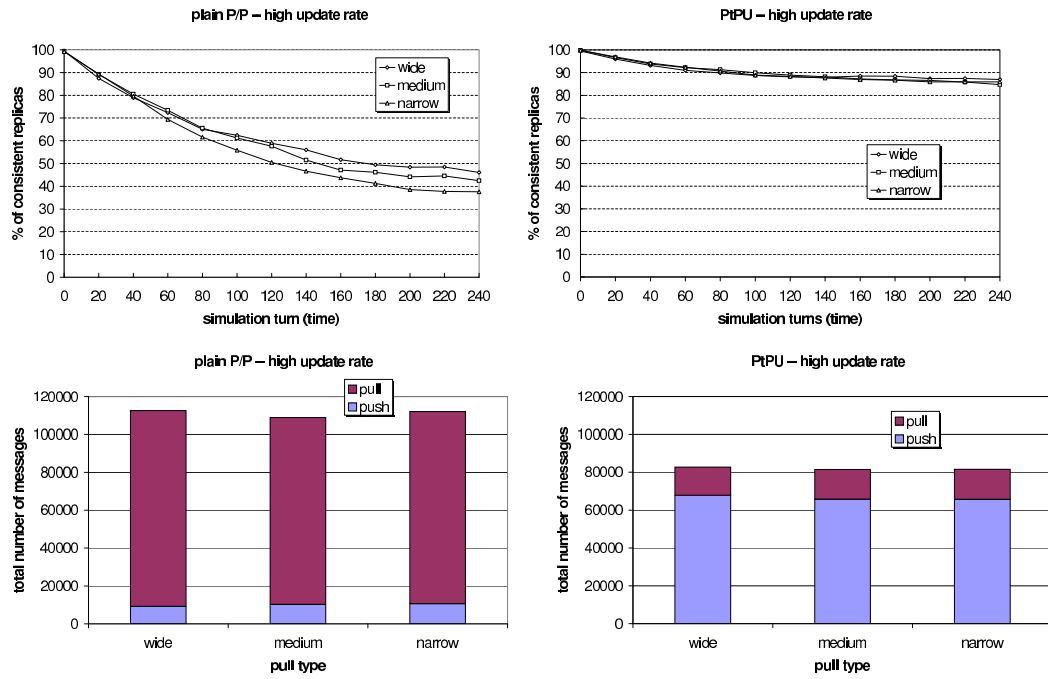 plain P/P – high update rate
% of consistent replicas
100
90
80
70
60
50
40
30
20
10
0
wide
medium
narrow
0 20 40 60 80 100 120 140 160 180 200 220 240
simulation turn (time)
PtPU – high update rate
% of consistent replicas
100
90
80
70
60
50
40
30
20
10
0
wide
medium
narrow
0 20 40 60 80 100 120 140 160 180 200 220 240
simulation turns (time)
plain P/P – high update rate
total number of messages
pull
push
120000
100000
80000
60000
40000
20000
0
wide medium narrow
pull type
PtPU – high update rate
total number of messages
pull
push
120000
100000
80000
60000
40000
20000
0
wide medium narrow
pull type